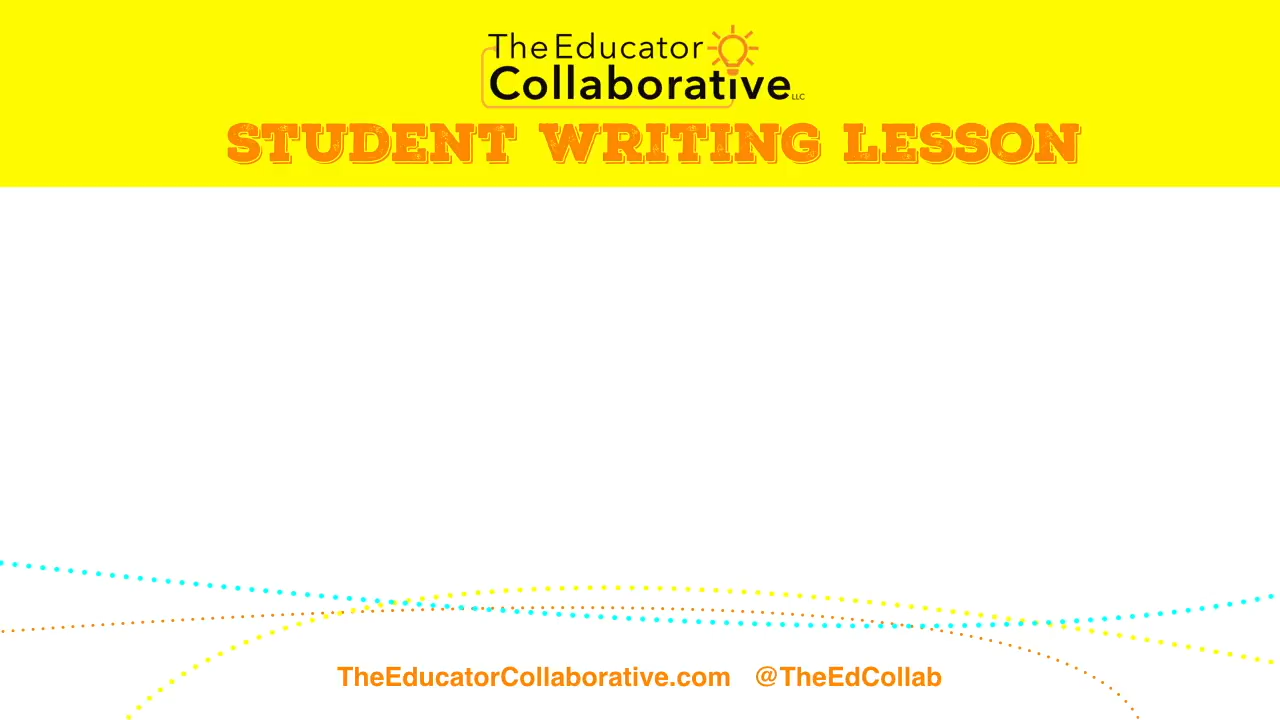 The Educator
Collaborative LLC
STUDENT WRITING LESSON
TheEducatorCollaborative.com @TheEdCollab